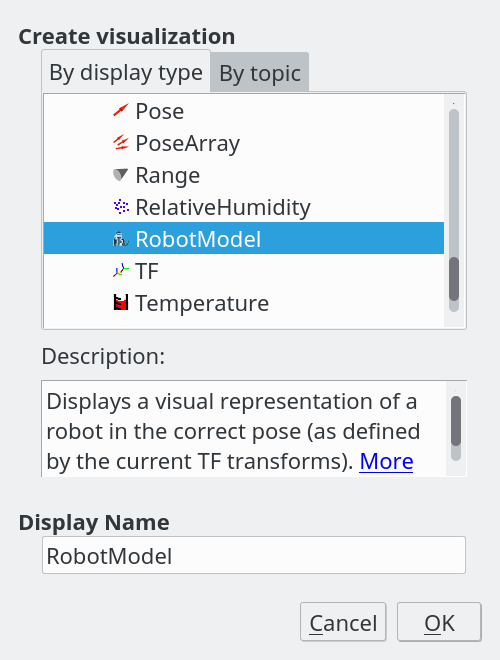 Create visualization
By display type
By topic
Pose
PoseArray
Range
RelativeHumidity
RobotModel
TF
Temperature
Description:
Displays a visual representation of a
robot in the correct pose (as defined
by the current TF transforms). More
Display Name
RobotModel
Cancel
OK